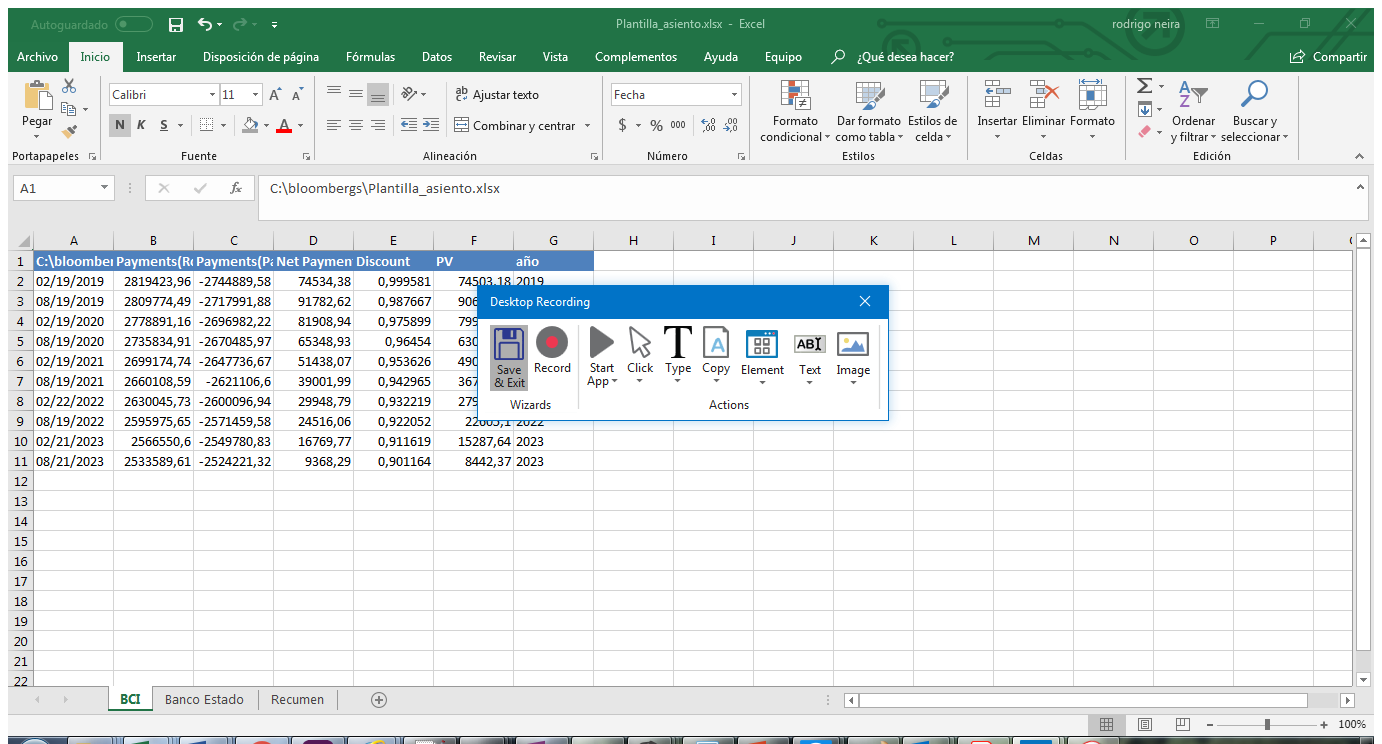 Autoguardado
Plantilla_asiento.xlsx - Excel
rodrigo neira
Archivo Inicio Insertar Disposición de página Fórmulas Datos Revisar Vista Complementos Ayuda Equipo ¿Qué desea hacer? Compartir
Pegar
Portapapeles
Calibri 11 A A
N K S A
Fuente
ab Ajustar texto
Combinar y centrar
Alineación
Fecha
$ % 000 ,00 ,00
Número
Formato condicional
Dar formato como tabla
Estilos de celda
Estilos
Insertar Eliminar Formato
Celdas
Ordenar y filtrar
Buscar y seleccionar
Edición
A1 fx C:\bloombergs\Plantilla_asiento.xlsx
A B C D E F G H I J K L M N O P
1 C:\bloomber Payments(Re Payments(Pa Net Paymen Discount PV año
2 02/19/2019 2819423,96 -2744889,58 74534,38 0,999581 74503,18 2019
3 08/19/2019 2809774,49 -2717991,88 91782,62 0,987667 906
4 02/19/2020 2778891,16 -2696982,22 81908,94 0,975899 799
5 08/19/2020 2735834,91 -2670485,97 65348,93 0,96454 630
6 02/19/2021 2699174,74 -2647736,67 51438,07 0,953626 490
7 08/19/2021 2660108,59 -2621106,6 39001,99 0,942965 367
8 02/22/2022 2630045,73 -2600096,94 29948,79 0,932219 279
9 08/19/2022 2595975,65 -2571459,58 24516,06 0,922052 22605,1 2022
10 02/21/2023 2566550,6 -2549780,83 16769,77 0,911619 15287,64 2023
11 08/21/2023 2533589,61 -2524221,32 9368,29 0,901164 8442,37 2023
12
13
14
15
16
17
18
19
20
21
22
Desktop Recording
Save & Exit
Record
Wizards
Start App
Click
T Type
A Copy
Element
AB Text
Image
Actions
BCI Banco Estado Recumen
100%